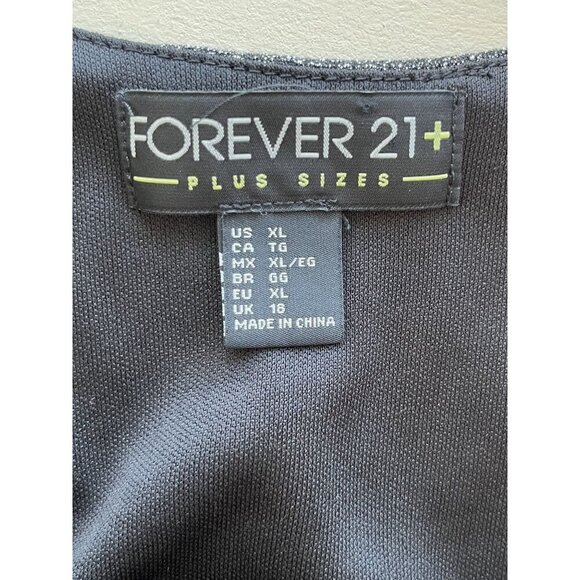 FOREVER 21+
PLUS SIZES
US XL
CA TG
MX XL/EG
BR GG
EU XL
UK 18
MADE IN CHINA